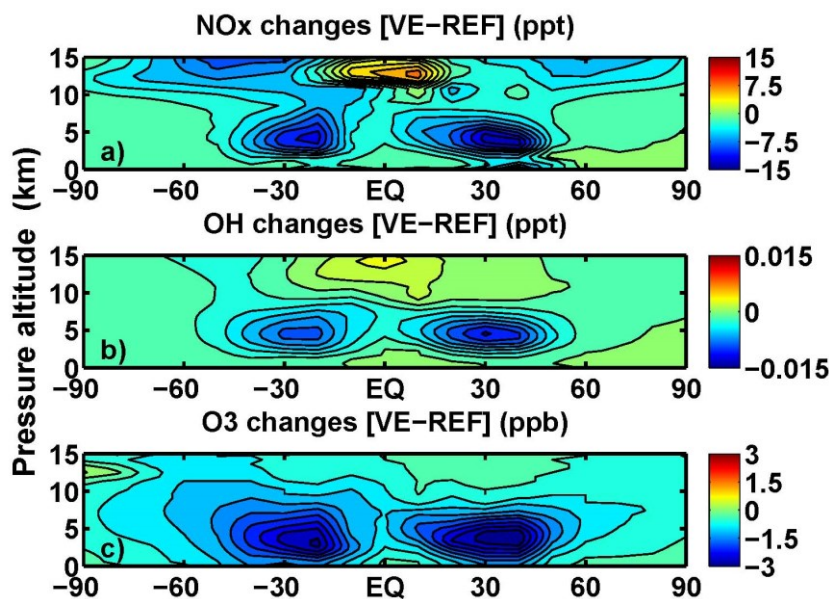 NOx changes [VE−REF] (ppt)
15
10
5
0
a)
−90 −60 −30 EQ 30 60 90
15
7.5
0
−7.5
−15
OH changes [VE−REF] (ppt)
15
10
5
0
b)
−90 −60 −30 EQ 30 60 90
0.015
0
−0.015
O3 changes [VE−REF] (ppb)
15
10
5
0
c)
−90 −60 −30 EQ 30 60 90
3
1.5
0
−1.5
−3
Pressure altitude (km)